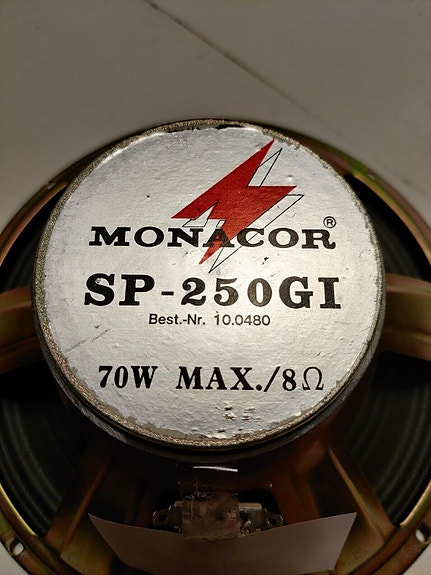 MONACOR®
SP-250GI
Best.-Nr. 10.0480
70W MAX./8Ω